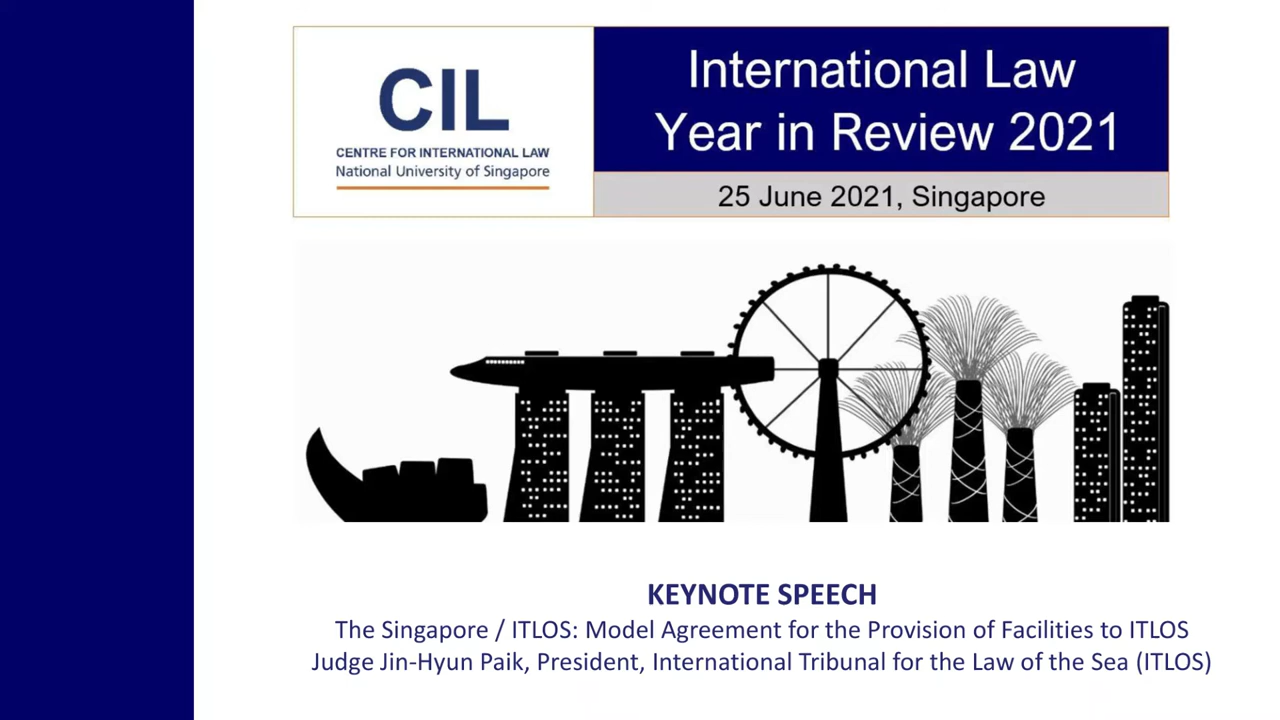 CIL
CENTRE FOR INTERNATIONAL LAW
National University of Singapore
International Law
Year in Review 2021
25 June 2021, Singapore
KEYNOTE SPEECH
The Singapore / ITLOS: Model Agreement for the Provision of Facilities to ITLOS
Judge Jin-Hyun Paik, President, International Tribunal for the Law of the Sea (ITLOS)